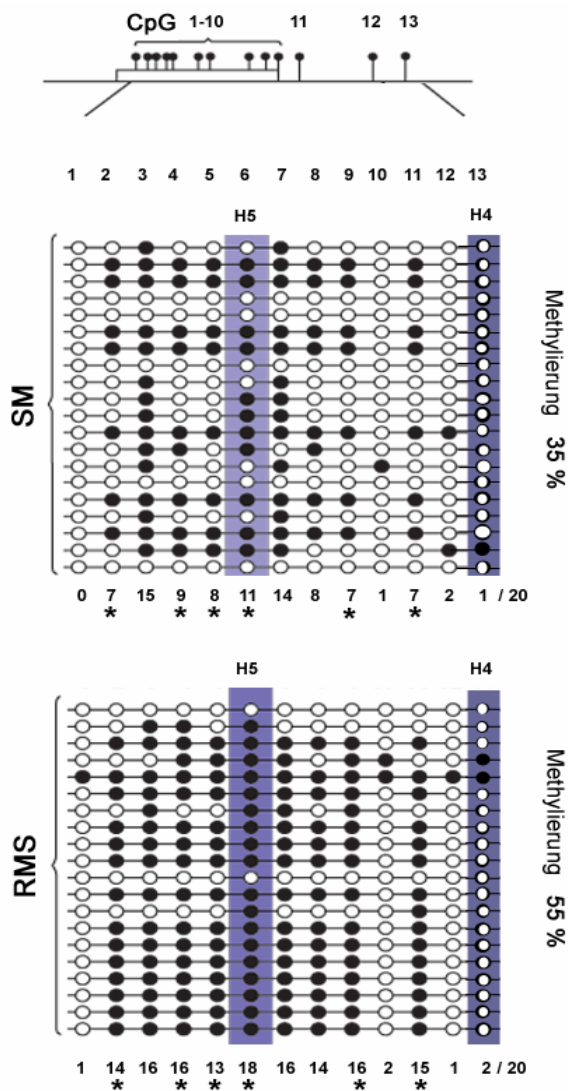 CpG 1-10 11 12 13
1 2 3 4 5 6 7 8 9 10 11 12 13
H5 H4
SM
Methylierung 35 %
0 7 15 9 8 11 14 8 7 1 7 2 1 / 20
* * * * * *
H5 H4
RMS
Methylierung 55 %
1 14 16 16 13 18 16 14 16 2 15 1 2 / 20
* * * * * *